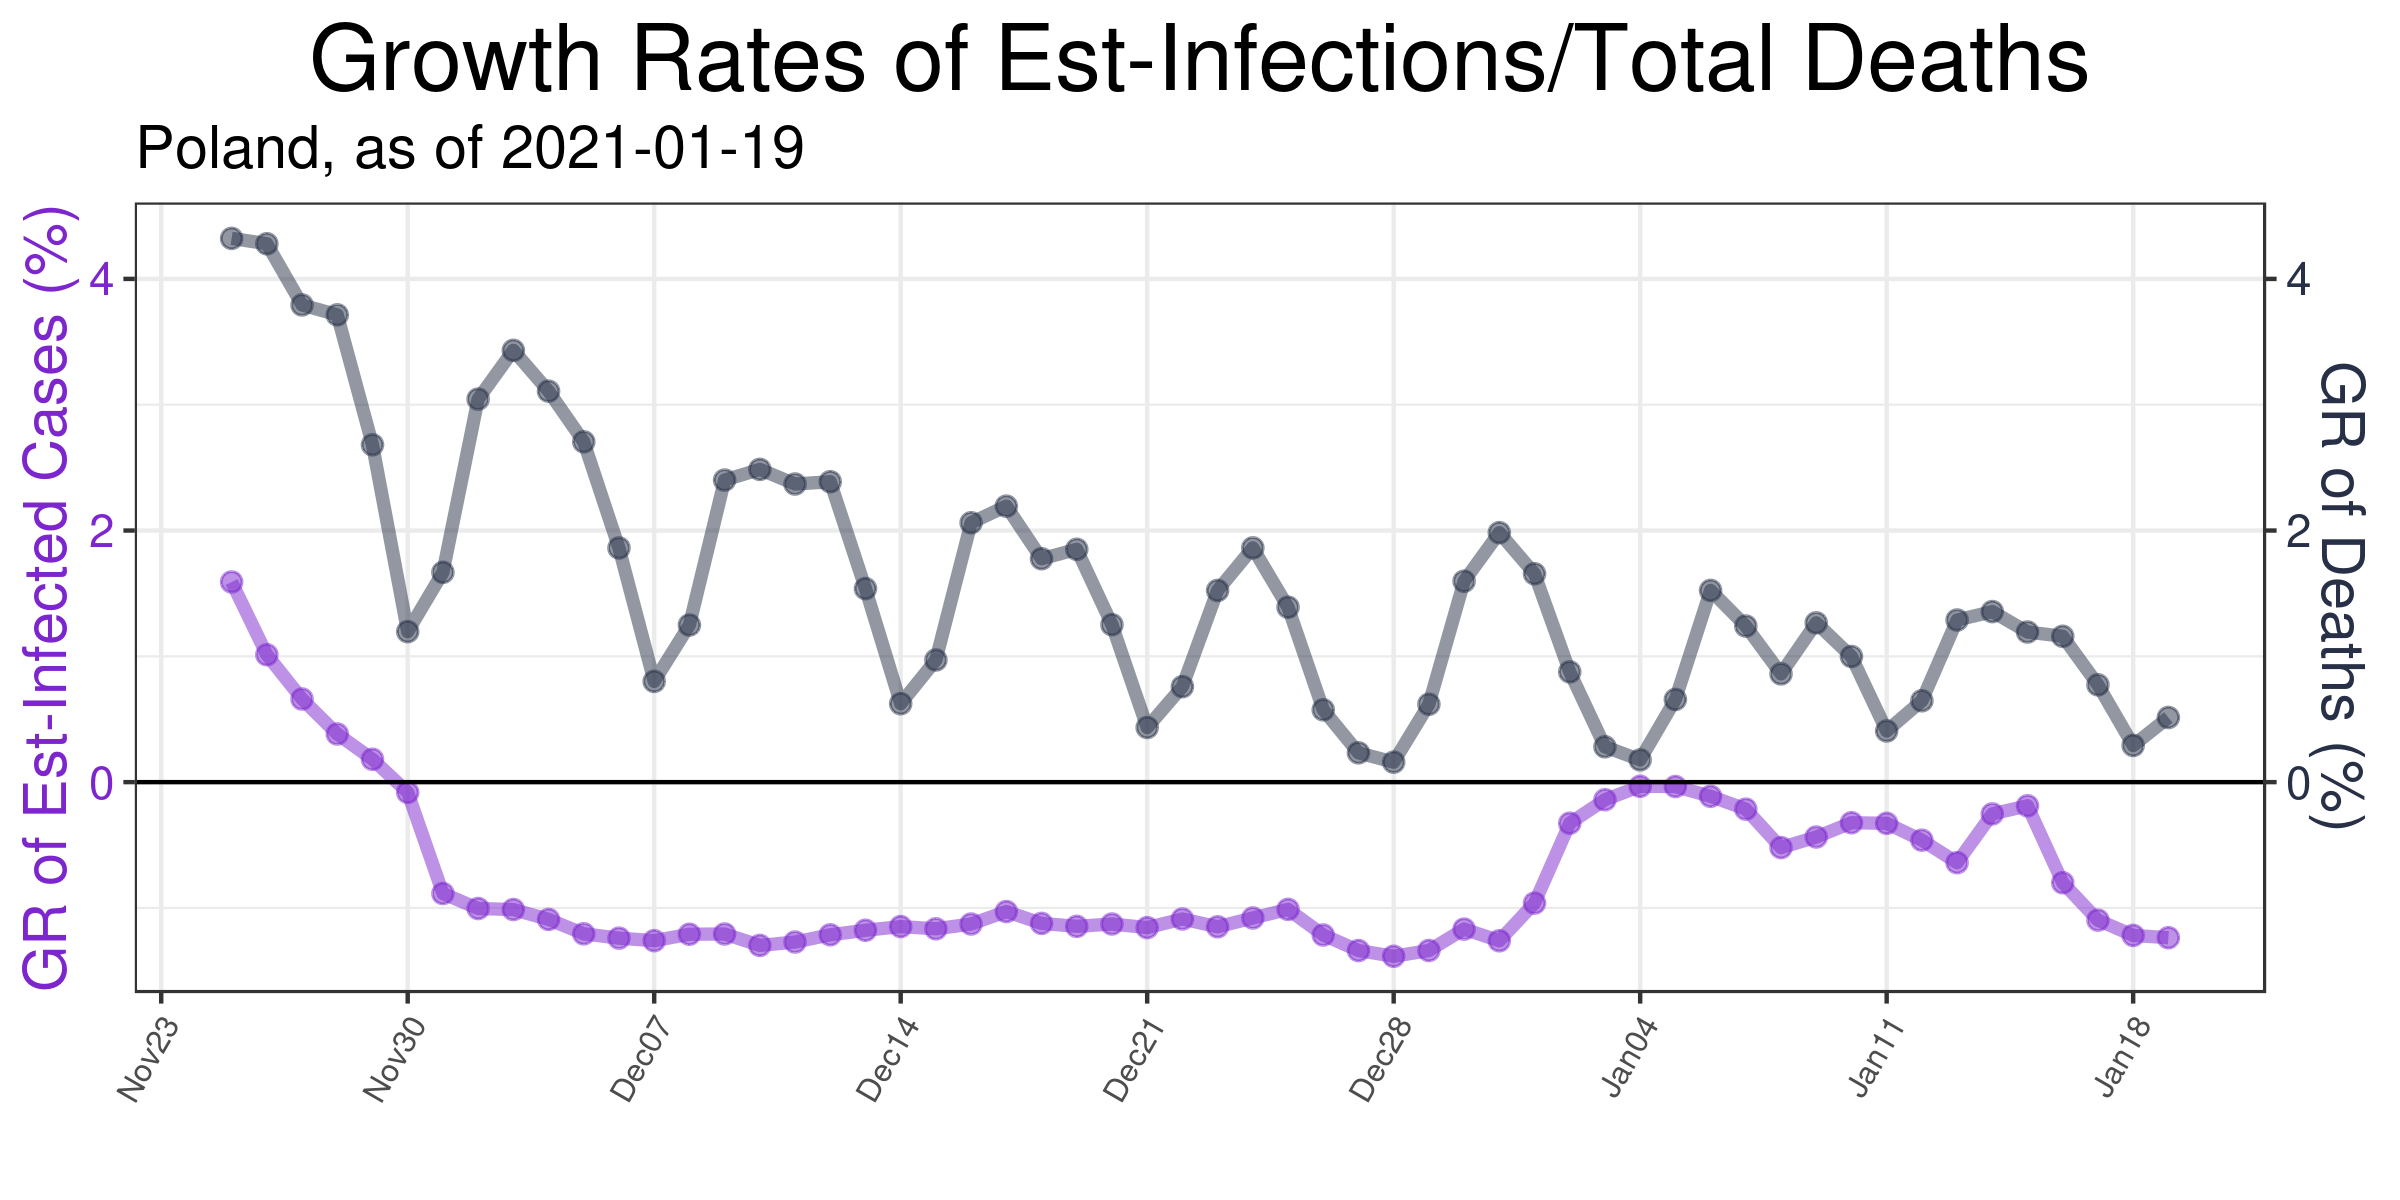 Growth Rates of Est-Infections/Total Deaths
Poland, as of 2021-01-19
GR of Est-Infected Cases (%)
4
2
0
4
2
0
GR of Deaths (%)
Nov23
Nov30
Dec07
Dec14
Dec21
Dec28
Jan04
Jan11
Jan18